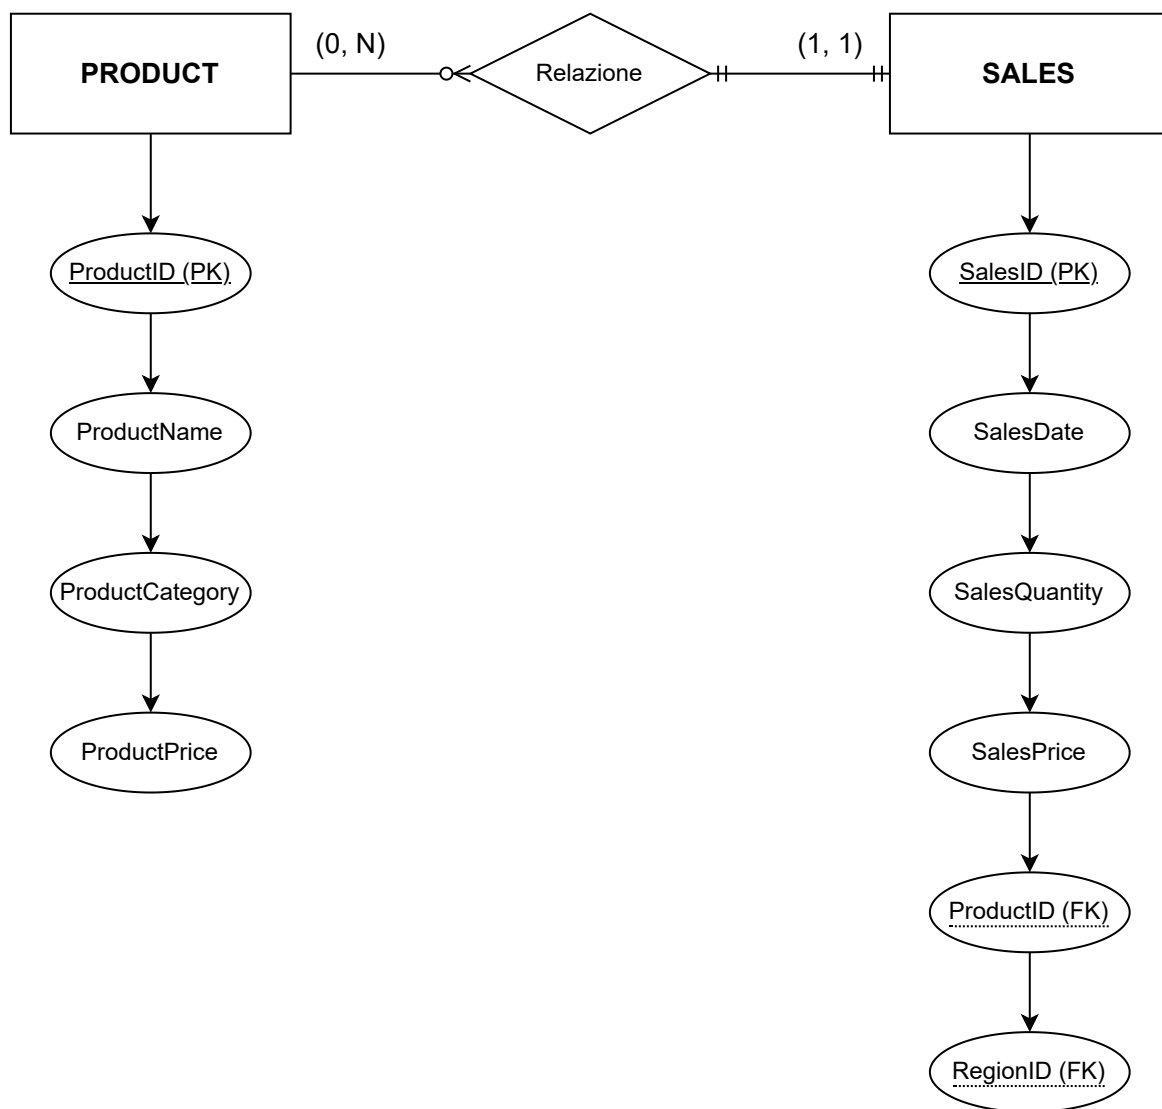 PRODUCT
(0, N)
Relazione
(1, 1)
SALES
ProductID (PK)
ProductName
ProductCategory
ProductPrice
SalesID (PK)
SalesDate
SalesQuantity
SalesPrice
ProductID (FK)
RegionID (FK)